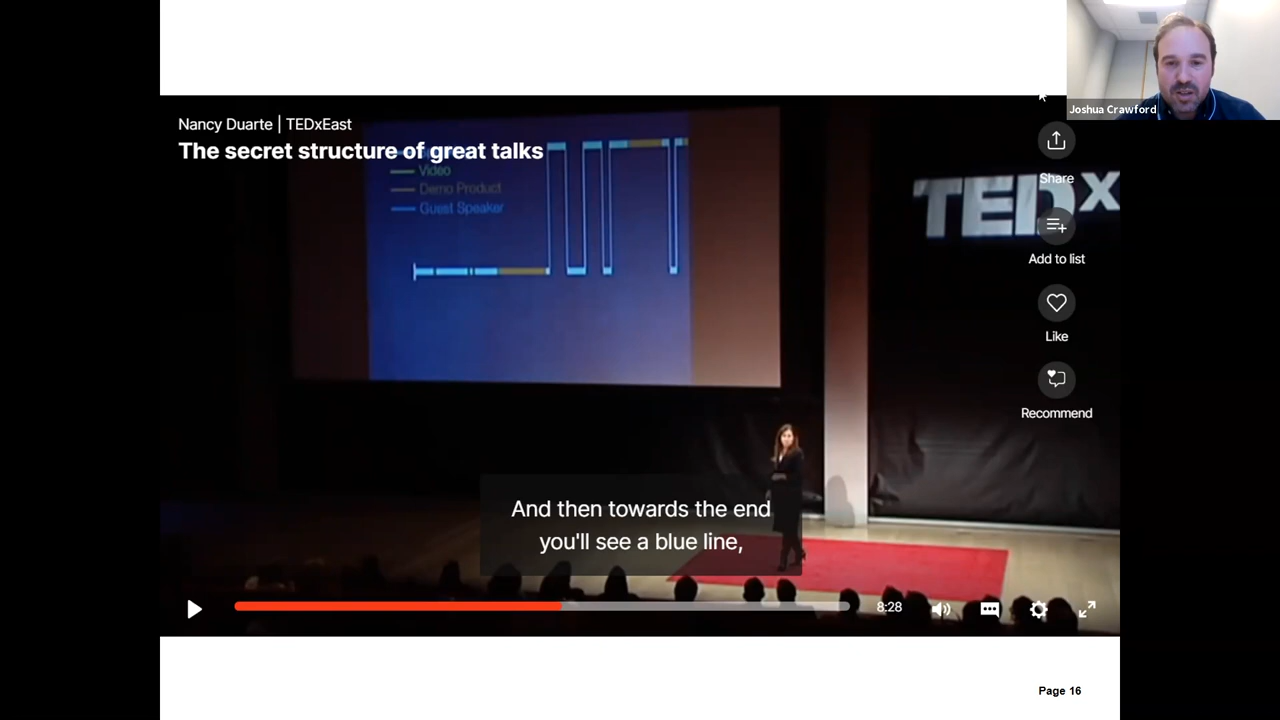 Joshua Crawford
Nancy Duarte | TEDxEast
The secret structure of great talks
Video
Demo Product
Guest Speaker
TEDx
Share
Add to list
Like
Recommend
And then towards the end
you'll see a blue line,
8:28
Page 16